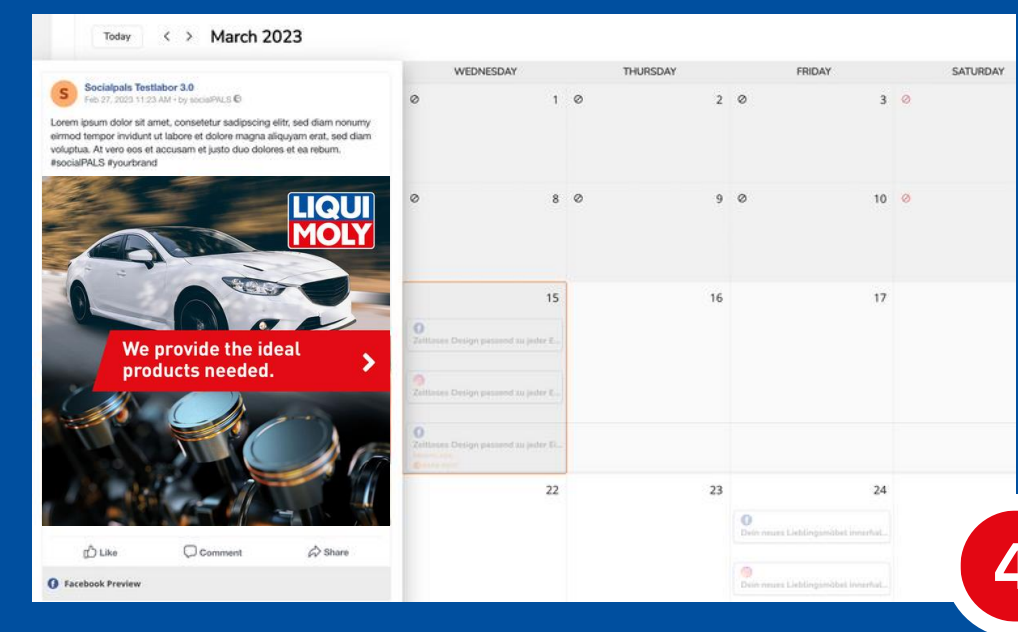 Today < > March 2023
WEDNESDAY THURSDAY FRIDAY SATURDAY
S
Socialpals Testlabor 3.0
Feb 27, 2023 11:23 AM • by socialPALS
Lorem ipsum dolor sit amet, consetetur sadipscing elitr, sed diam nonumy
eirmod tempor invidunt ut labore et dolore magna aliquyam erat, sed diam
voluptua. At vero eos et accusam et justo duo dolores et ea rebum.
#socialPALS #yourbrand
LIQUI
MOLY
We provide the ideal
products needed.
Like Comment Share
Facebook Preview
1 2 3
8 9 10
15 16 17
Zeitloses Design passend zu jeder E...
Zeitloses Design passend zu jeder E...
Zeitloses Design passend zu jeder Ei...
22 23 24
Dein neues Lieblingsmöbel innerhal...
Dein neues Lieblingsmöbel innerhal...
4